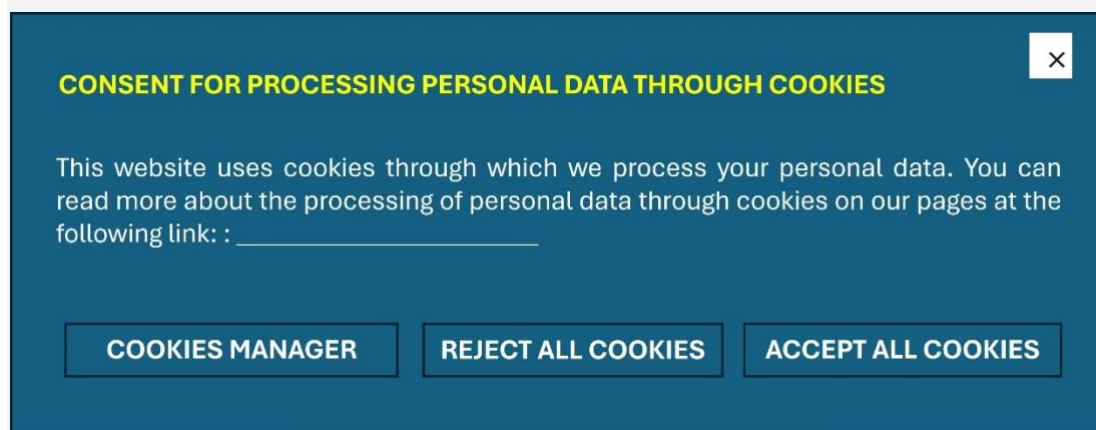 ×
CONSENT FOR PROCESSING PERSONAL DATA THROUGH COOKIES
This website uses cookies through which we process your personal data. You can
read more about the processing of personal data through cookies on our pages at the
following link: : ___________________________
COOKIES MANAGER
REJECT ALL COOKIES
ACCEPT ALL COOKIES